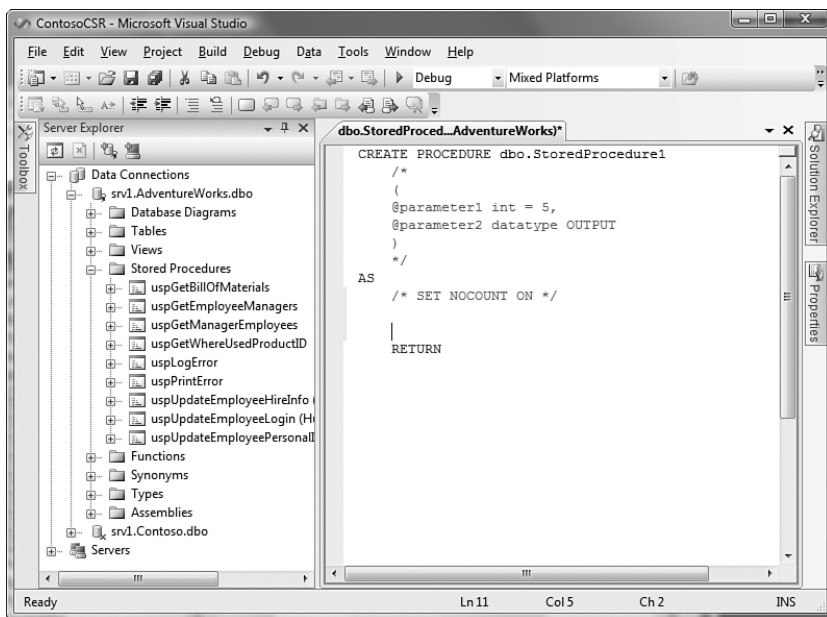 ContosoCSR - Microsoft Visual Studio
File Edit View Project Build Debug Data Tools Window Help
Debug Mixed Platforms
Server Explorer
Toolbox
Data Connections
srv1.AdventureWorks.dbo
Database Diagrams
Tables
Views
Stored Procedures
uspGetBillOfMaterials
uspGetEmployeeManagers
uspGetManagerEmployees
uspGetWhereUsedProductID
uspLogError
uspPrintError
uspUpdateEmployeeHireInfo (
uspUpdateEmployeeLogin (H
uspUpdateEmployeePersonalI
Functions
Synonyms
Types
Assemblies
srv1.Contoso.dbo
Servers
dbo.StoredProced...AdventureWorks)*
CREATE PROCEDURE dbo.StoredProcedure1
/*
(
@parameter1 int = 5,
@parameter2 datatype OUTPUT
)
*/
AS
/* SET NOCOUNT ON */
RETURN
Solution Explorer
Properties
Ready Ln 11 Col 5 Ch 2 INS